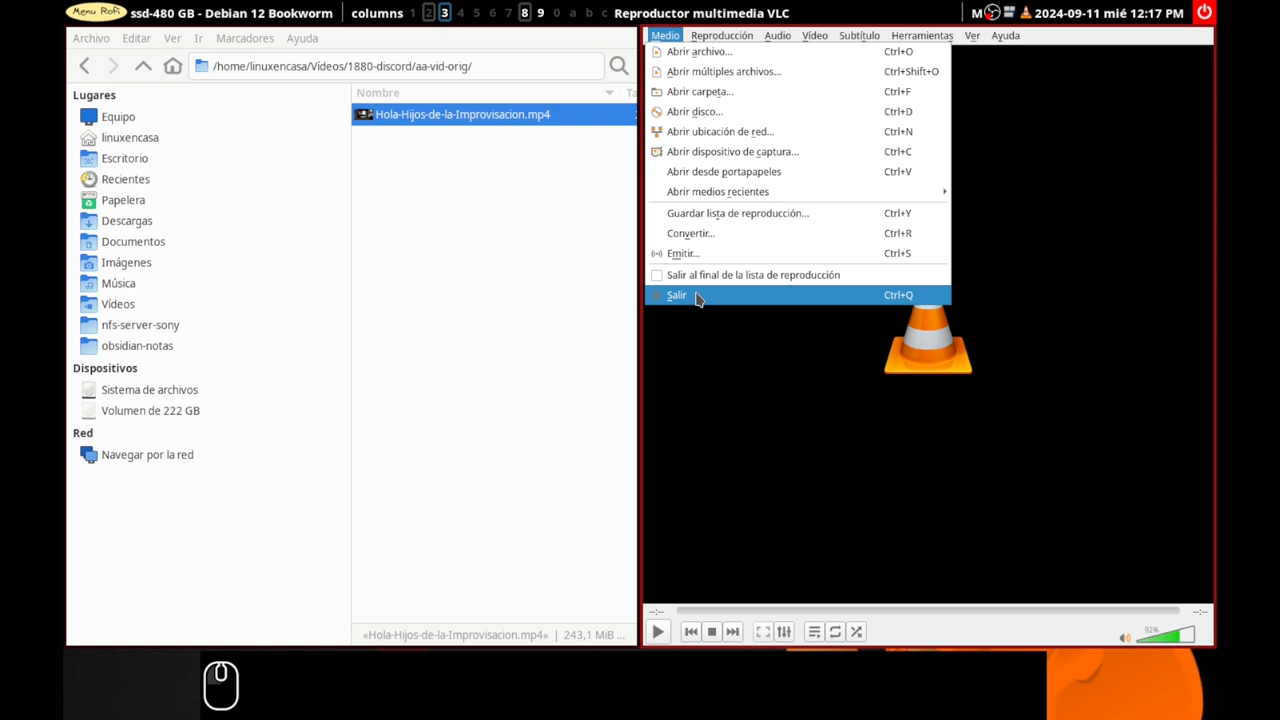 Menu Rofi ssd-480 GB - Debian 12 Bookworm columns 1 2 3 4 5 6 7 8 9 0 a b c Reproductor multimedia VLC M 2024-09-11 mié 12:17 PM
Archivo Editar Ver Ir Marcadores Ayuda
/home/linuxencasa/Vídeos/1880-discord/aa-vid-orig/
Lugares
Equipo
linuxencasa
Escritorio
Recientes
Papelera
Descargas
Documentos
Imágenes
Música
Vídeos
nfs-server-sony
obsidian-notas
Dispositivos
Sistema de archivos
Volumen de 222 GB
Red
Navegar por la red
Nombre Ta
Hola-Hijos-de-la-Improvisacion.mp4
«Hola-Hijos-de-la-Improvisacion.mp4» | 243,1 MiB ...
Medio Reproducción Audio Vídeo Subtítulo Herramientas Ver Ayuda
Abrir archivo... Ctrl+O
Abrir múltiples archivos... Ctrl+Shift+O
Abrir carpeta... Ctrl+F
Abrir disco... Ctrl+D
Abrir ubicación de red... Ctrl+N
Abrir dispositivo de captura... Ctrl+C
Abrir desde portapapeles Ctrl+V
Abrir medios recientes
Guardar lista de reproducción... Ctrl+Y
Convertir... Ctrl+R
Emitir... Ctrl+S
Salir al final de la lista de reproducción
Salir Ctrl+Q
--:-- --:--
92%